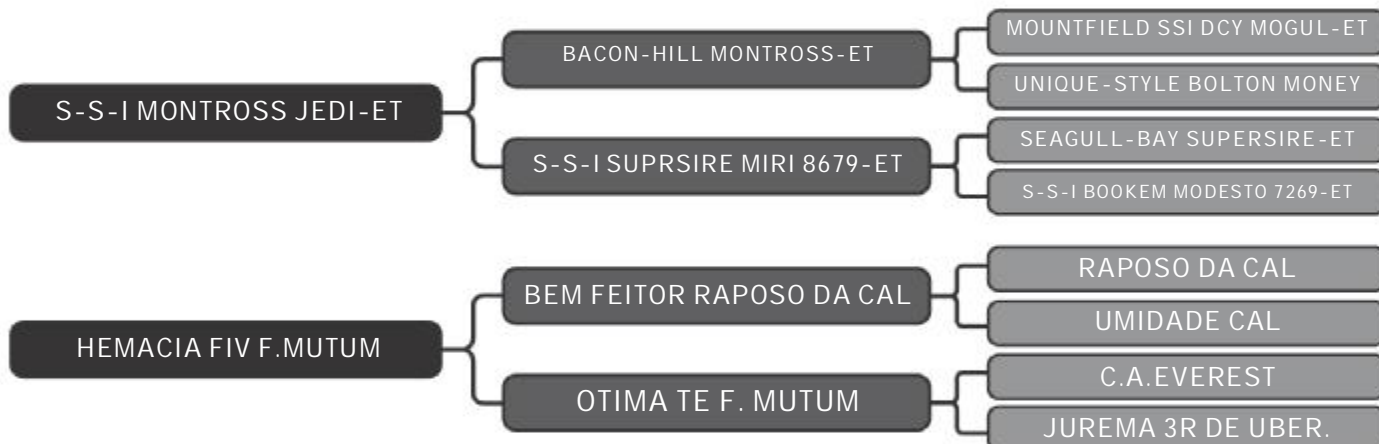 MOUNTFIELD SSI DCY MOGUL-ET
BACON-HILL MONTROSS-ET
UNIQUE-STYLE BOLTON MONEY
S-S-I MONTROSS JEDI-ET
SEAGULL-BAY SUPERSIRE-ET
S-S-I SUPRSIRE MIRI 8679-ET
S-S-I BOOKEM MODESTO 7269-ET
RAPOSO DA CAL
BEM FEITOR RAPOSO DA CAL
UMIDADE CAL
HEMACIA FIV F.MUTUM
C.A.EVEREST
OTIMA TE F. MUTUM
JUREMA 3R DE UBER.